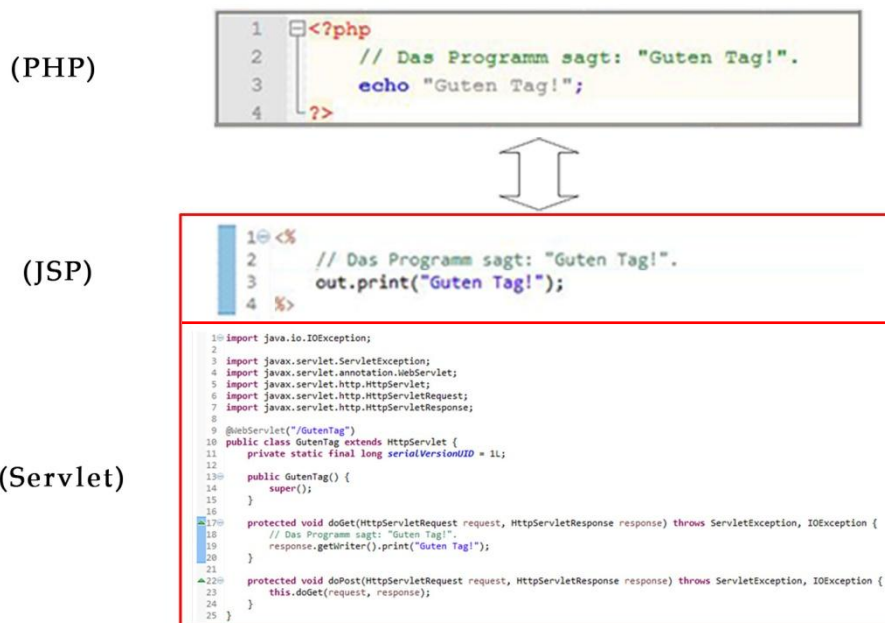 (PHP)
1 <?php
2 // Das Programm sagt: "Guten Tag!".
3 echo "Guten Tag!";
4 ?>
(JSP)
1 <%
2 // Das Programm sagt: "Guten Tag!".
3 out.print("Guten Tag!");
4 %>
(Servlet)
1 import java.io.IOException;
2
3 import javax.servlet.ServletException;
4 import javax.servlet.annotation.WebServlet;
5 import javax.servlet.http.HttpServlet;
6 import javax.servlet.http.HttpServletRequest;
7 import javax.servlet.http.HttpServletResponse;
8
9 @WebServlet("/GutenTag")
10 public class GutenTag extends HttpServlet {
11 private static final long serialVersionUID = 1L;
12
13 public GutenTag() {
14 super();
15 }
16
17 protected void doGet(HttpServletRequest request, HttpServletResponse response) throws ServletException, IOException {
18 // Das Programm sagt: "Guten Tag!".
19 response.getWriter().print("Guten Tag!");
20 }
21
22 protected void doPost(HttpServletRequest request, HttpServletResponse response) throws ServletException, IOException {
23 this.doGet(request, response);
24 }
25 }